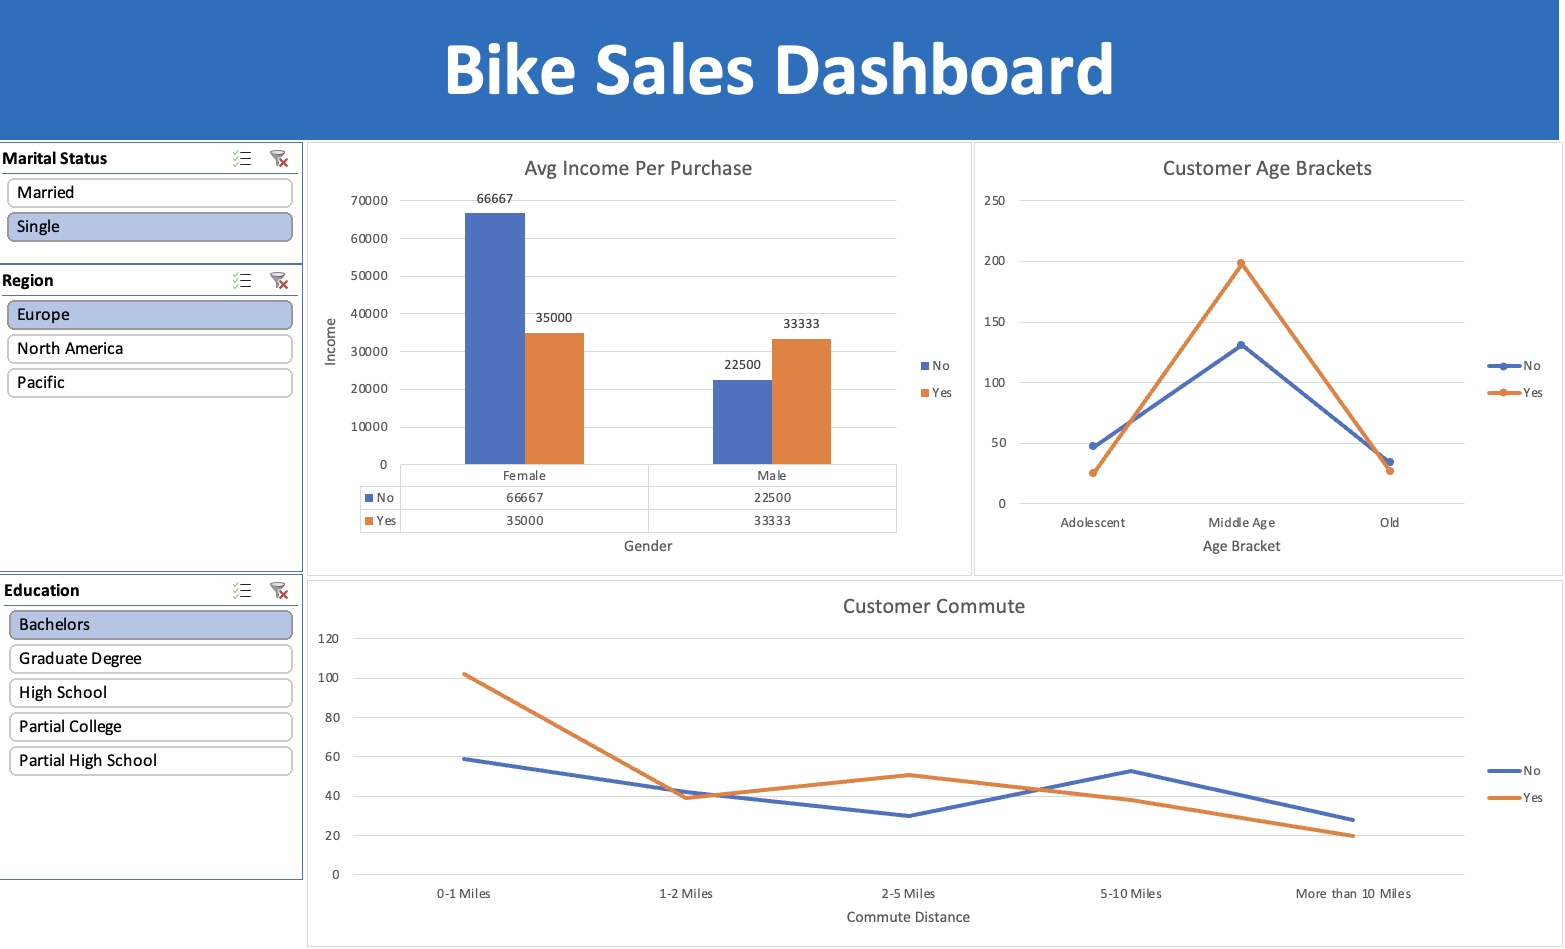 Bike Sales Dashboard
Marital Status
Married
Single
Region
Europe
North America
Pacific
Education
Bachelors
Graduate Degree
High School
Partial College
Partial High School
Avg Income Per Purchase
70000
60000
50000
40000
30000
20000
10000
0
Income
66667
35000
22500
33333
Female Male
No 66667 22500
Yes 35000 33333
Gender
No
Yes
Customer Age Brackets
250
200
150
100
50
0
Adolescent Middle Age Old
Age Bracket
No
Yes
Customer Commute
120
100
80
60
40
20
0
0-1 Miles 1-2 Miles 2-5 Miles 5-10 Miles More than 10 Miles
Commute Distance
No
Yes